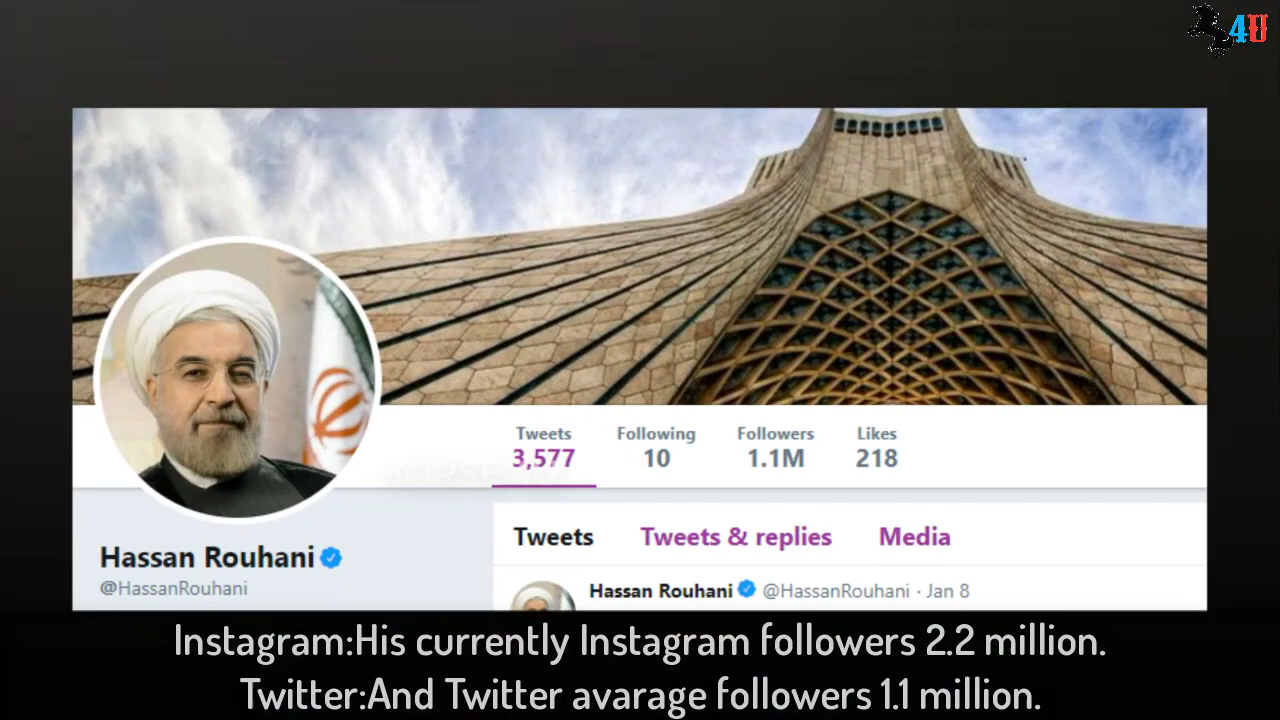 4U
Tweets Following Followers Likes
3,577 10 1.1M 218
Tweets Tweets & replies Media
Hassan Rouhani
@HassanRouhani
Hassan Rouhani @HassanRouhani · Jan 8
Instagram:His currently Instagram followers 2.2 million.
Twitter:And Twitter avarage followers 1.1 million.